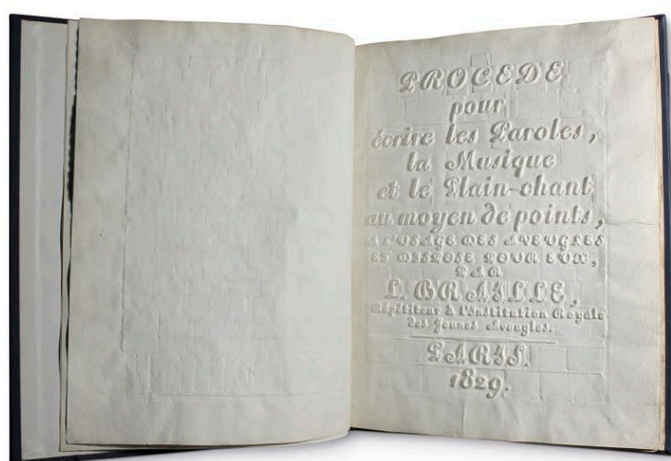 PROCEDE
pour
écrire les Paroles,
la Musique
et le Plain-chant
au moyen de points,
A L'USAGE DES AVEUGLES
ET DISPOSE POUR EUX,
PAR
L. BRAILLE,
Répétiteur à l'Institution Royale
des Jeunes Aveugles.
PARIS.
1829.